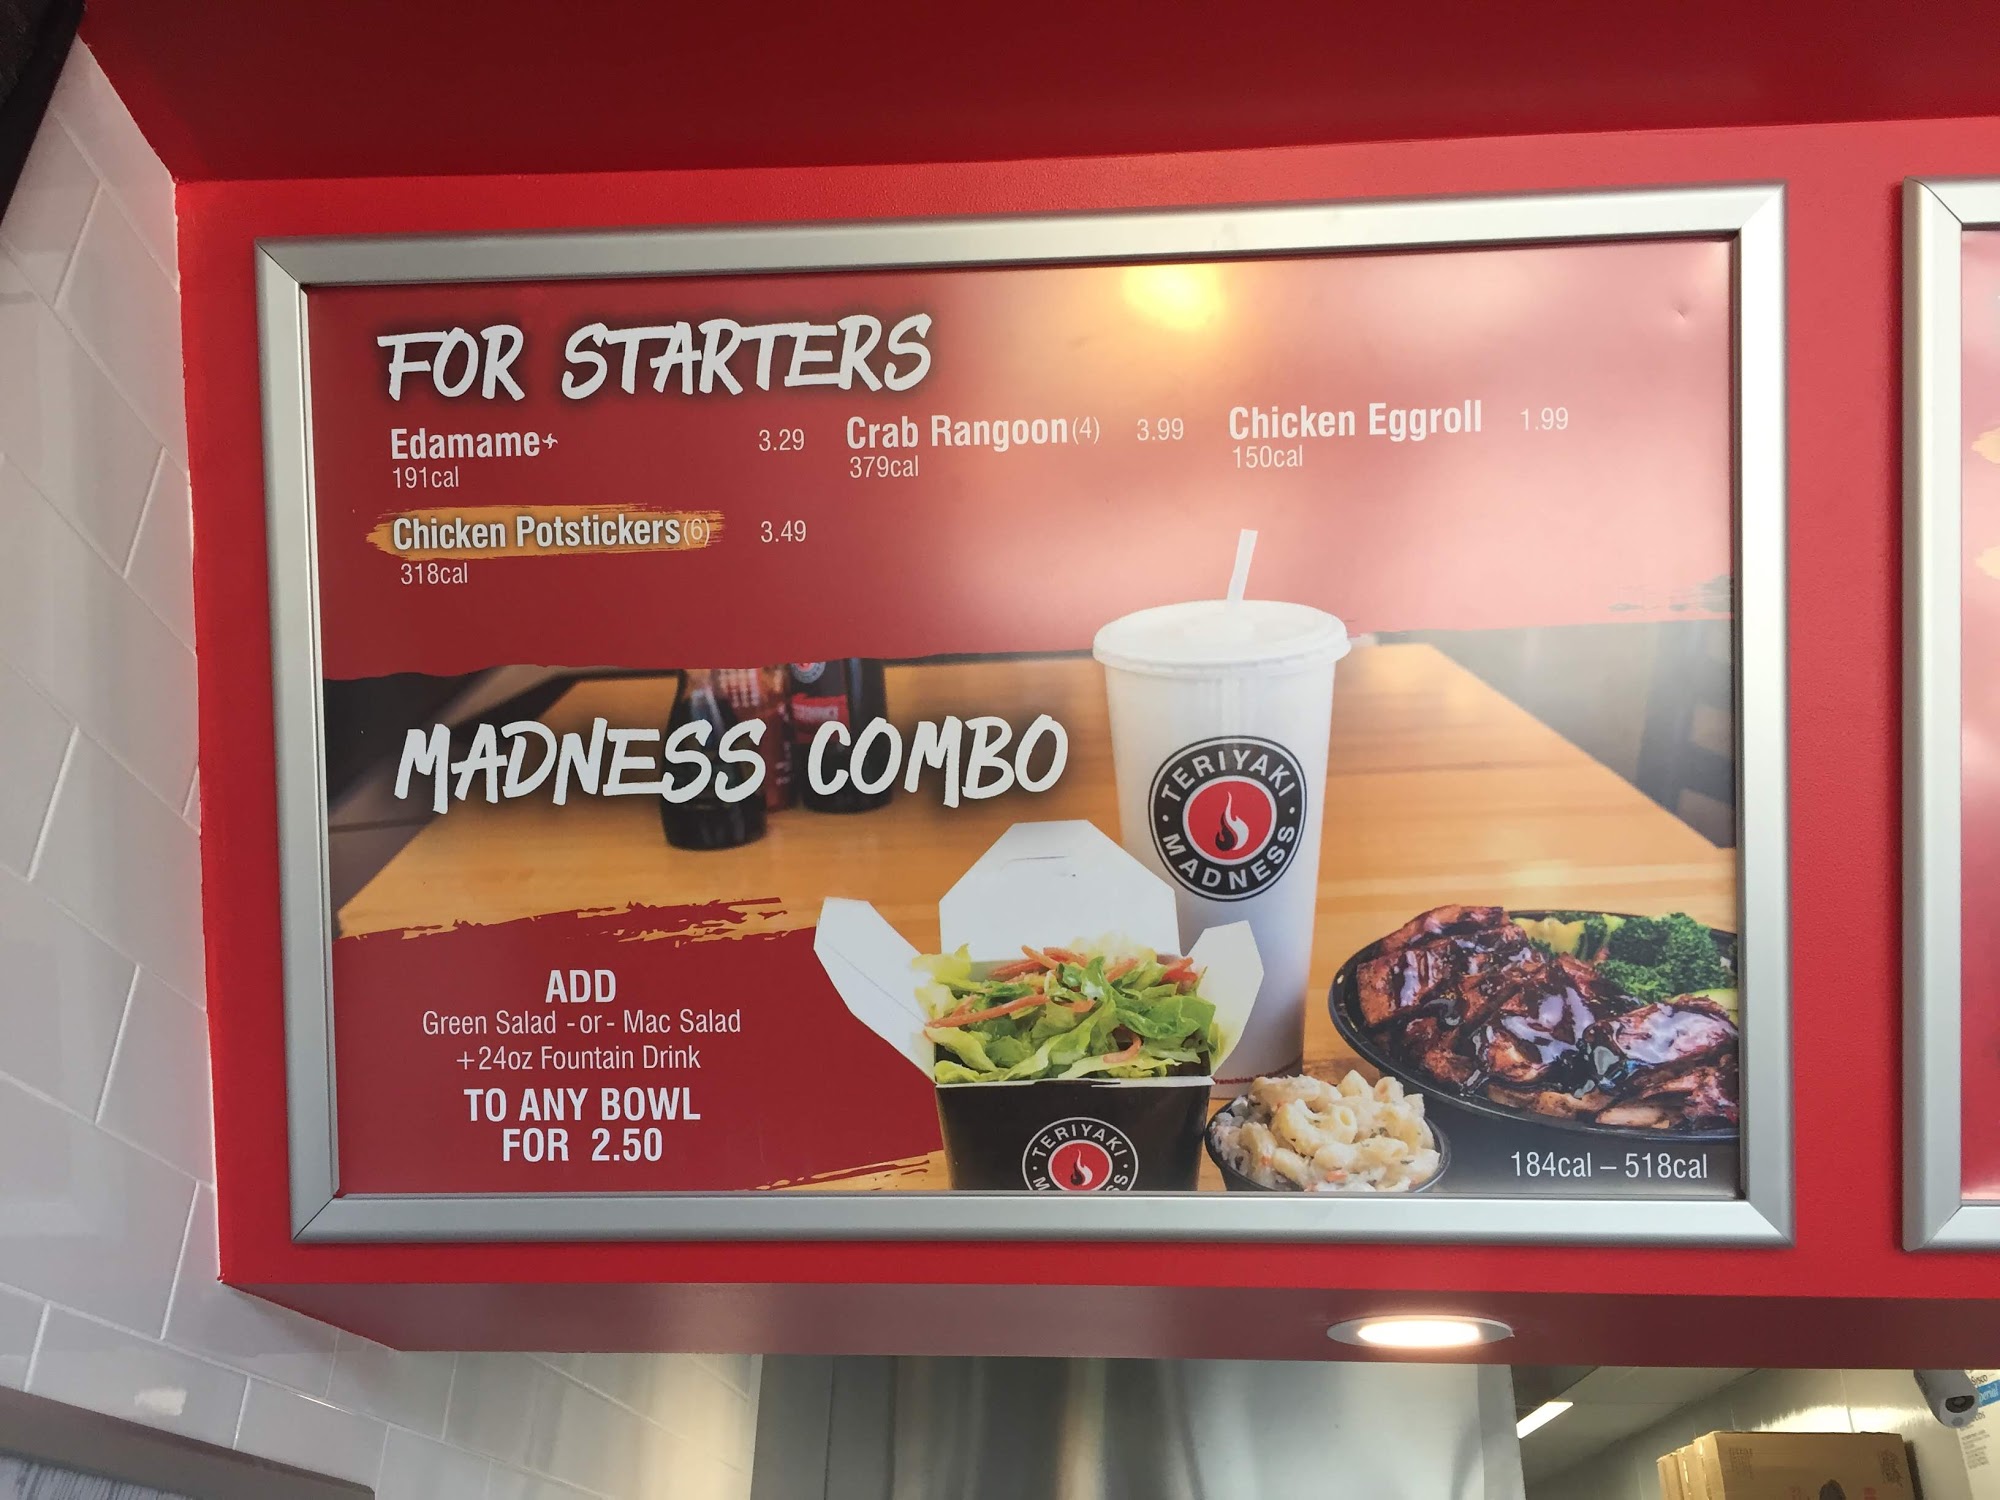 FOR STARTERS
Edamame+ 3.29 Crab Rangoon(4) 3.99 Chicken Eggroll 1.99
191cal 379cal 150cal
Chicken Potstickers(6) 3.49
318cal
MADNESS COMBO
TERIYAKI MADNESS
ADD
Green Salad -or- Mac Salad
+24oz Fountain Drink
TO ANY BOWL
FOR 2.50
TERIYAKI
184cal – 518cal
Sysco